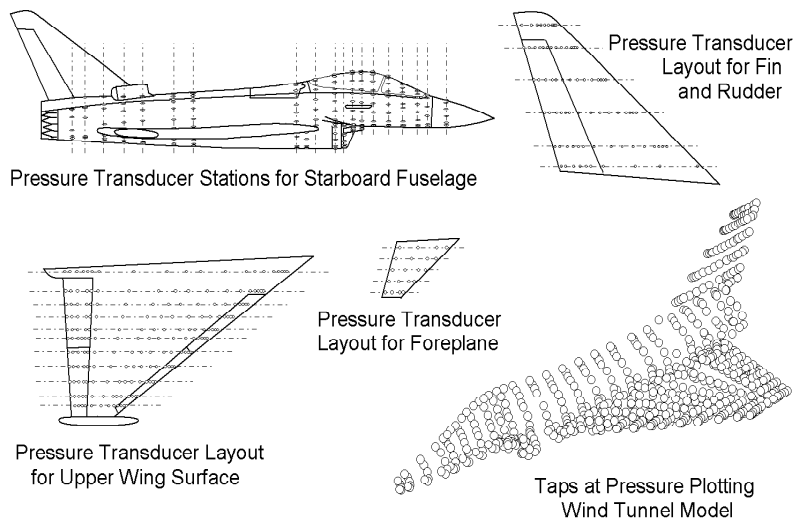 Pressure Transducer
Layout for Fin
and Rudder
Pressure Transducer Stations for Starboard Fuselage
Pressure Transducer
Layout for Foreplane
Pressure Transducer Layout
for Upper Wing Surface
Taps at Pressure Plotting
Wind Tunnel Model